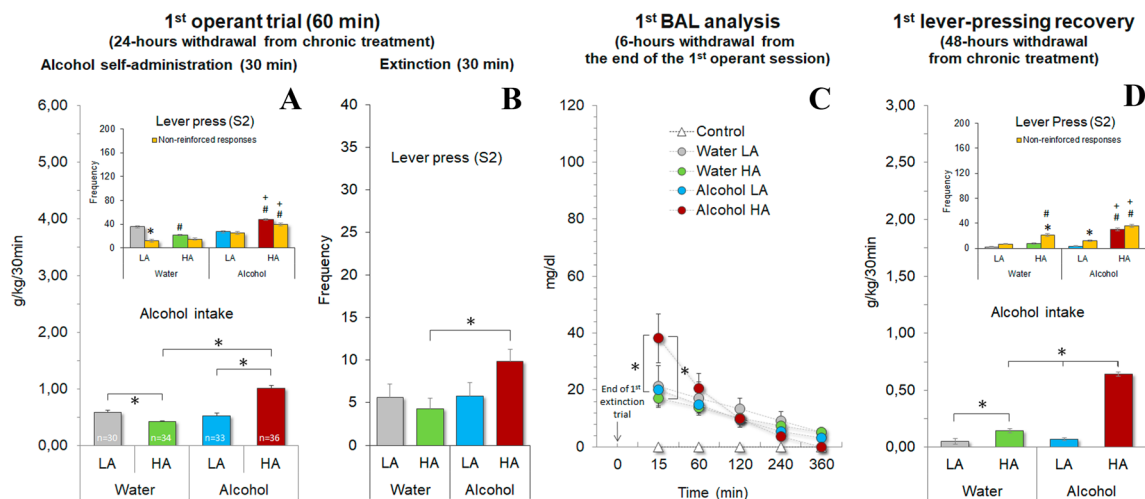 1st operant trial (60 min)
(24-hours withdrawal from chronic treatment)
Alcohol self-administration (30 min)
Extinction (30 min)
1st BAL analysis
(6-hours withdrawal from
the end of the 1st operant session)
1st lever-pressing recovery
(48-hours withdrawal
from chronic treatment)
A
g/kg/30min
6,00
5,00
4,00
3,00
2,00
1,00
0,00
Lever press (S2)
Non-reinforced responses
Frequency
200
160
120
80
40
0
*
#
+
#
+
#
LA
HA
LA
HA
Water
Alcohol
Alcohol intake
*
*
*
n=30
n=34
n=33
n=36
LA
HA
LA
HA
Water
Alcohol
B
Frequency
40
35
30
25
20
15
10
5
0
Lever press (S2)
*
LA
HA
LA
HA
Water
Alcohol
C
mg/dl
120
100
80
60
40
20
0
Control
Water LA
Water HA
Alcohol LA
Alcohol HA
*
*
End of 1st
extinction
trial
0
15
60
120
240
360
Time (min)
D
g/kg/30min
3,00
2,50
2,00
1,50
1,00
0,50
0,00
Lever Press (S2)
Non-reinforced responses
Frequency
200
160
120
80
40
0
#
*
*
+
#
+
#
LA
HA
LA
HA
Water
Alcohol
Alcohol intake
*
*
LA
HA
LA
HA
Water
Alcohol